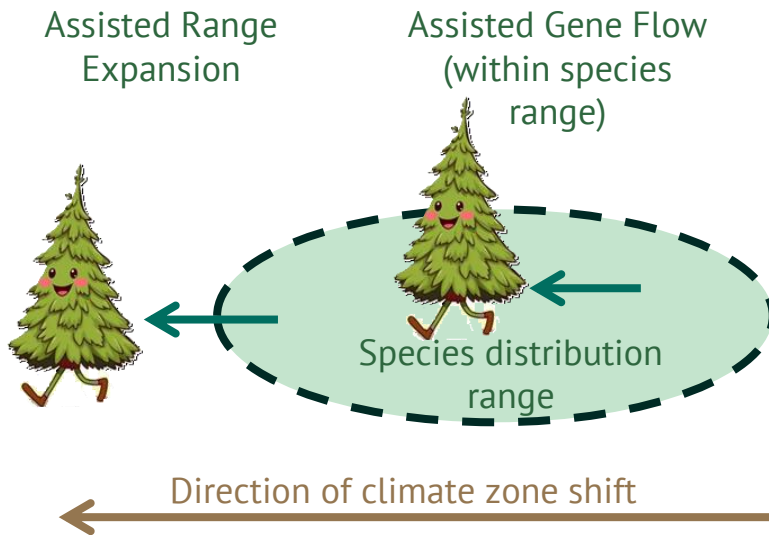 Assisted Range
Expansion
Assisted Gene Flow
(within species
range)
Species distribution
range
Direction of climate zone shift